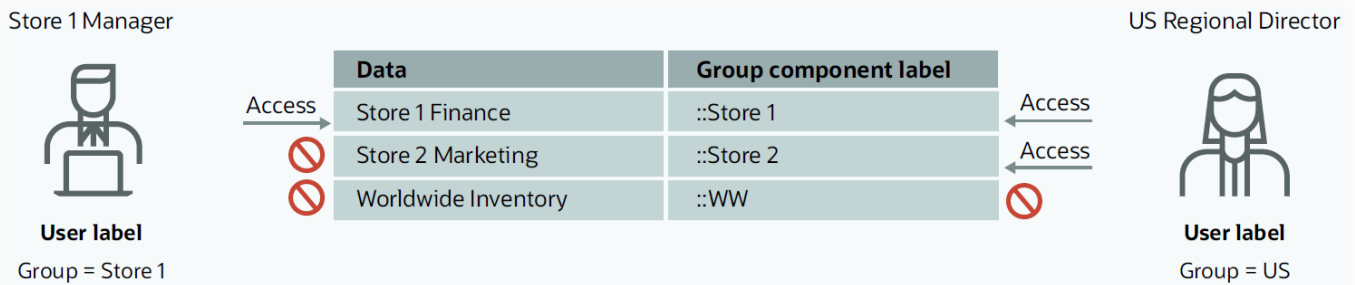 Store 1 Manager
US Regional Director
Data
Group component label
Access
Store 1 Finance
::Store 1
Access
Store 2 Marketing
::Store 2
Access
Worldwide Inventory
::WW
User label
Group = Store 1
User label
Group = US